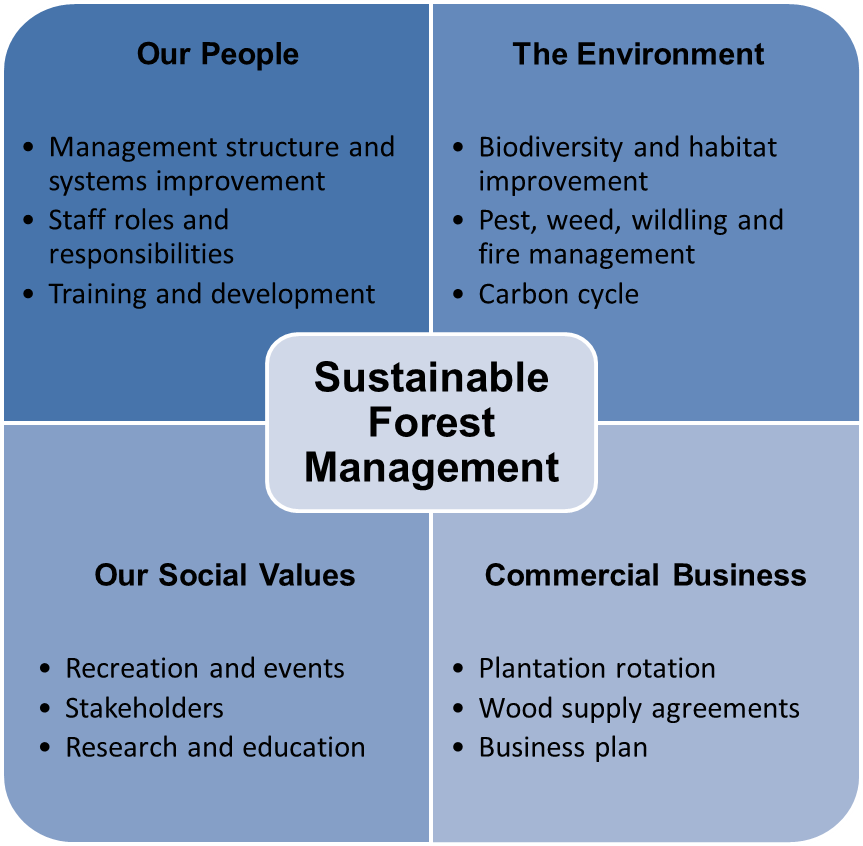 Our People
• Management structure and
systems improvement
• Staff roles and
responsibilities
• Training and development
The Environment
• Biodiversity and habitat
improvement
• Pest, weed, wildling and
fire management
• Carbon cycle
Sustainable
Forest
Management
Our Social Values
• Recreation and events
• Stakeholders
• Research and education
Commercial Business
• Plantation rotation
• Wood supply agreements
• Business plan